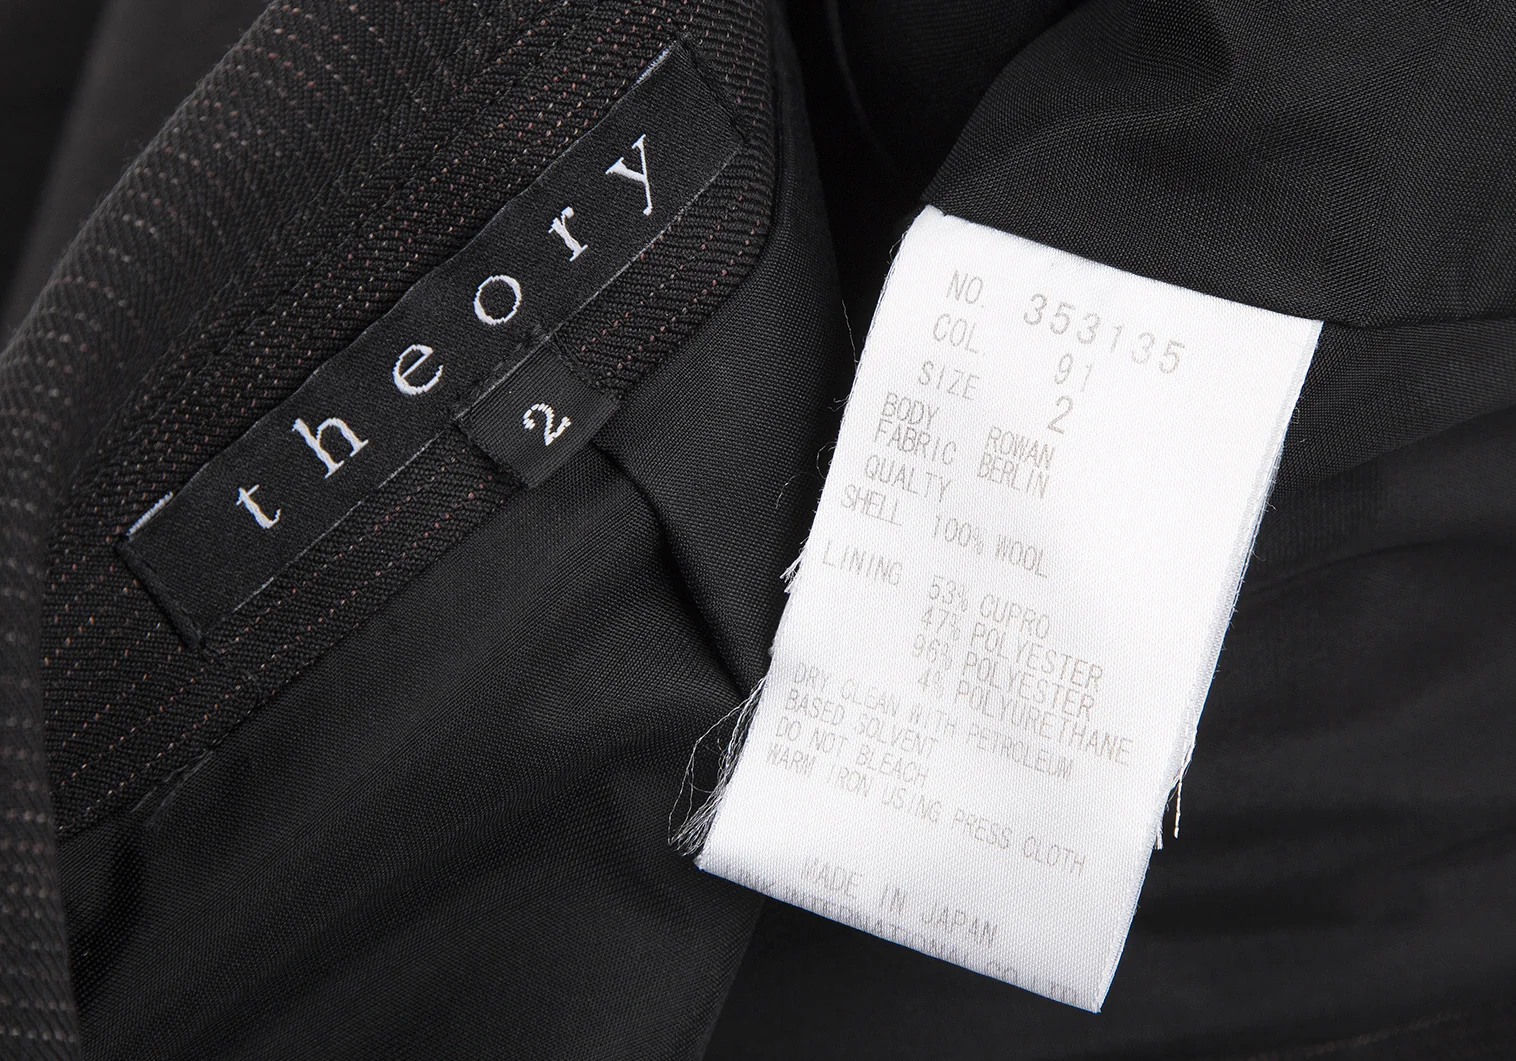 theory
2
NO. 353135
COL. 91
SIZE 2
BODY ROWAN
FABRIC BERLIN
QUALTY
SHELL 100% WOOL
LINING 53% CUPRO
47% POLYESTER
96% POLYESTER
4% POLYURETHANE
DRY CLEAN WITH PETROLEUM
BASED SOLVENT
DO NOT BLEACH
WARM IRON USING PRESS CLOTH
MADE IN JAPAN